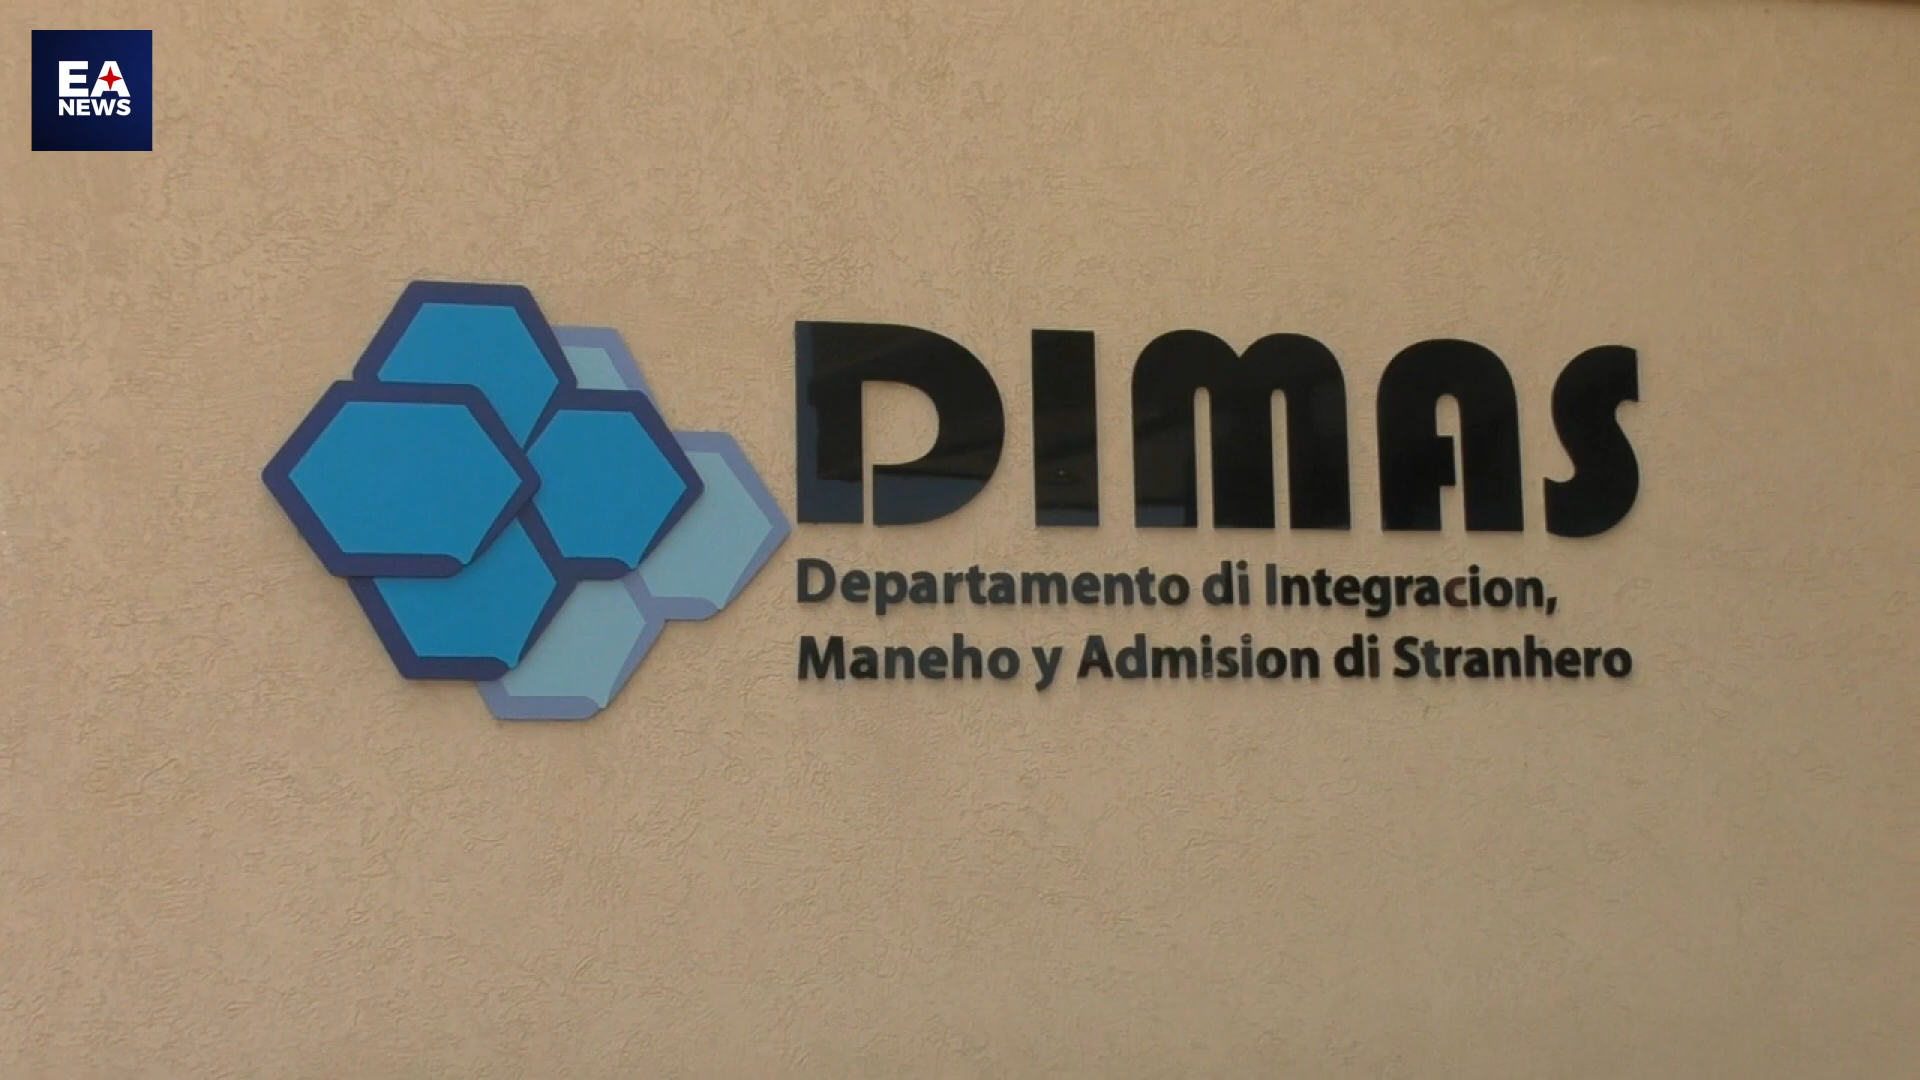 EA
NEWS
DIMAS
Departamento di Integracion,
Maneho y Admision di Stranhero